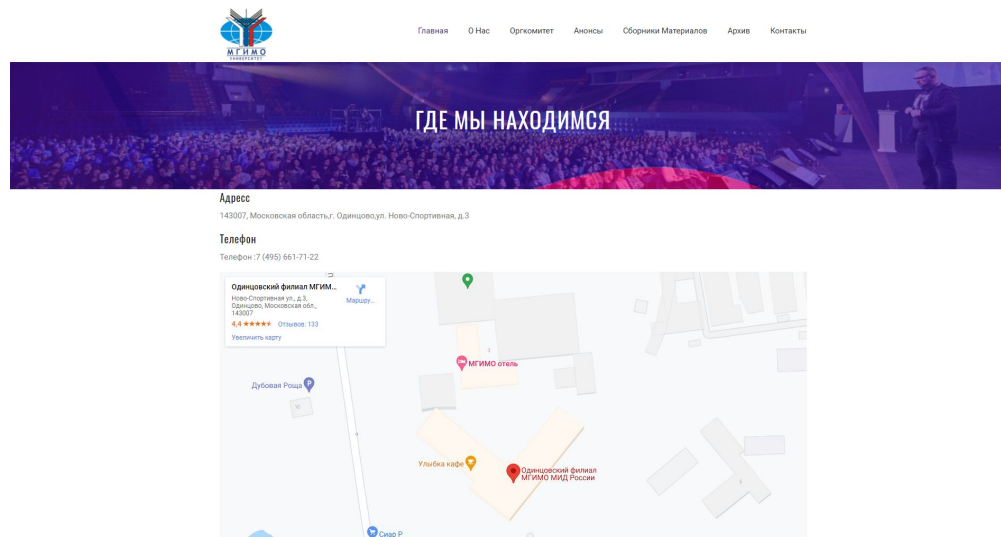 МГИМО
УНИВЕРСИТЕТ
Главная О Нас Оргкомитет Анонсы Сборники Материалов Архив Контакты
ГДЕ МЫ НАХОДИМСЯ
Адресс
143007, Московская область,г. Одинцово,ул. Ново-Спортивная, д.3
Телефон
Телефон :7 (495) 661-71-22
Одинцовский филиал МГИМ...
Ново-Спортивная ул., д.3,
Одинцово, Московская обл.,
143007
Маршру...
4,4 Отзывов: 133
Увеличить карту
МГИМО отель
Дубовая Роща
P
Улыбка кафе
Одинцовский филиал
МГИМО МИД России
Сиар Р